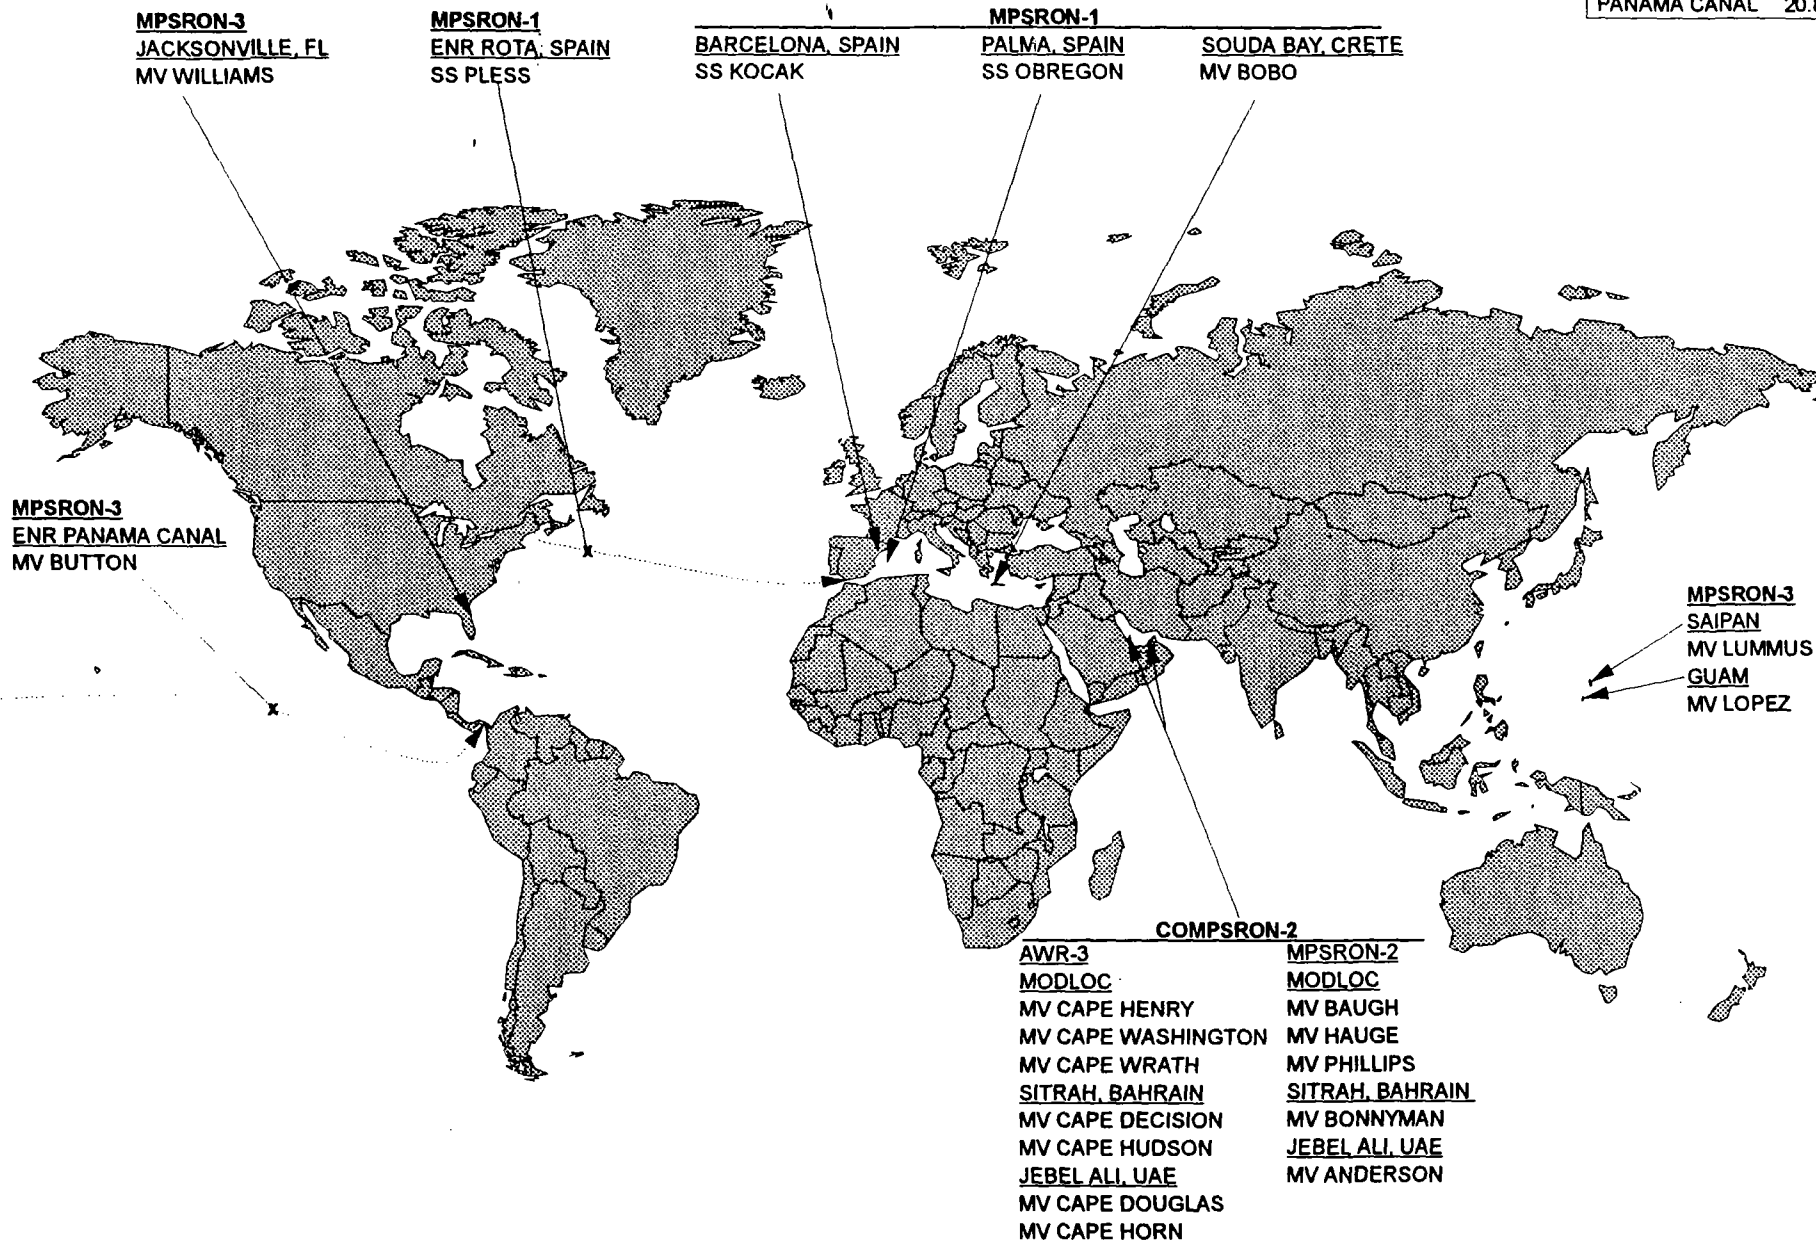 PANAMA CANAL
MPSRON-3
JACKSONVILLE, FL
MV WILLIAMS
MPSRON-1
ENR ROTA, SPAIN
SS PLESS
MPSRON-1
BARCELONA, SPAIN
SS KOCAK
PALMA, SPAIN
SS OBREGON
SOUDA BAY, CRETE
MV BOBO
MPSRON-3
ENR PANAMA CANAL
MV BUTTON
X
X
MPSRON-3
SAIPAN
MV LUMMUS
GUAM
MV LOPEZ
COMPSRON-2
AWR-3
MODLOC
MV CAPE HENRY
MV CAPE WASHINGTON
MV CAPE WRATH
SITRAH, BAHRAIN
MV CAPE DECISION
MV CAPE HUDSON
JEBEL ALI, UAE
MV CAPE DOUGLAS
MV CAPE HORN
MPSRON-2
MODLOC
MV BAUGH
MV HAUGE
MV PHILLIPS
SITRAH, BAHRAIN
MV BONNYMAN
JEBEL ALI, UAE
MV ANDERSON